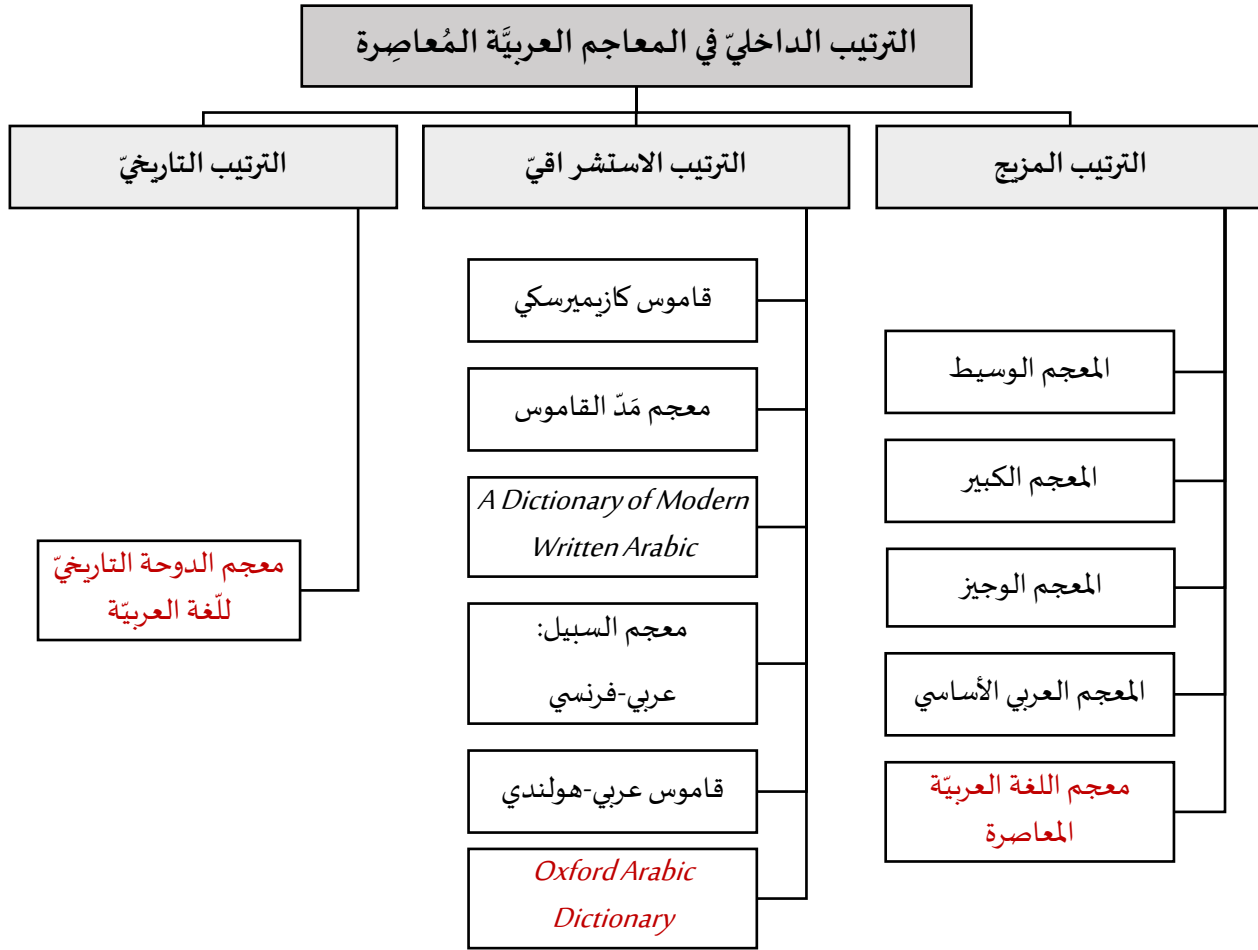 الترتيب الداخليّ في المعاجم العربيَّة المُعاصِرة
الترتيب المزيج
المعجم الوسيط
المعجم الكبير
المعجم الوجيز
المعجم العربي الأساسي
معجم اللغة العربيّة
المعاصرة
الترتيب الاستشراقيّ
قاموس كازيميرسكي
معجم مَدّ القاموس
A Dictionary of Modern
Written Arabic
معجم السبيل:
عربي-فرنسي
قاموس عربي-هولندي
Oxford Arabic
Dictionary
الترتيب التاريخيّ
معجم الدوحة التاريخيّ
للّغة العربيّة